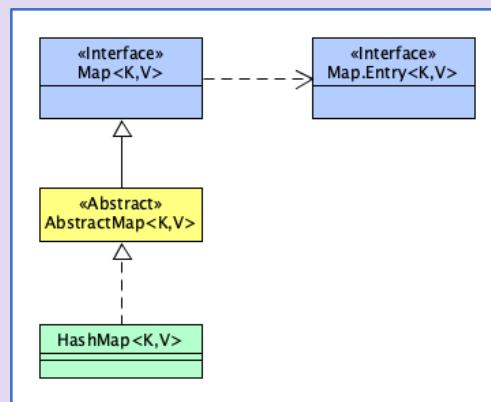 «Interface»
Map<K,V>
«Interface»
Map.Entry<K,V>
«Abstract»
AbstractMap<K,V>
HashMap<K,V>